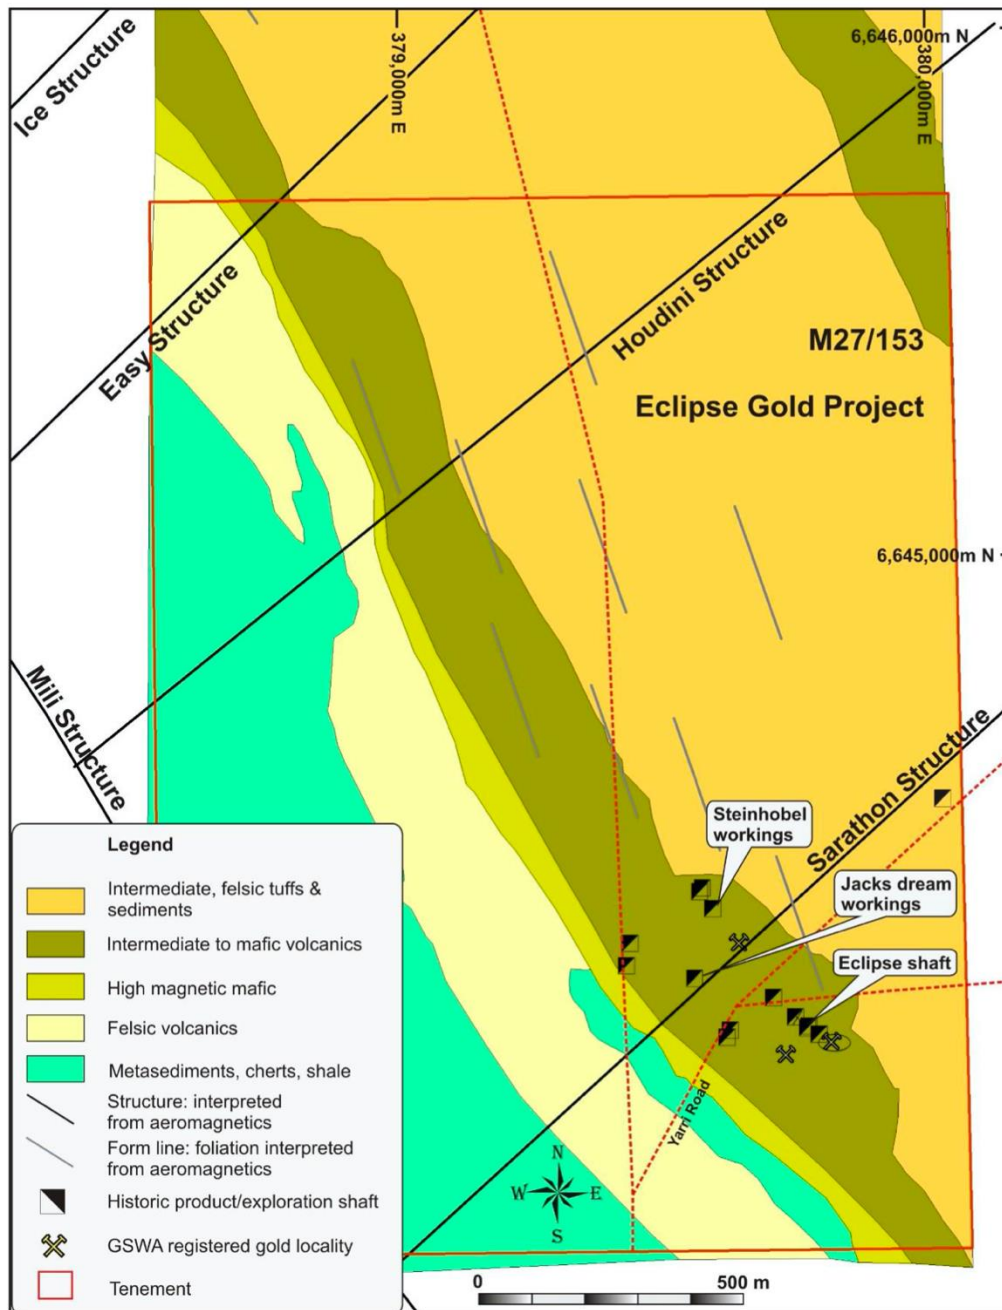 Ice Structure
379,000m E
6,646,000m N
380,000m E
Easy Structure
Houdini Structure
M27/153
Eclipse Gold Project
6,645,000m N
Mili Structure
Sarathon Structure
Steinhobel
workings
Jacks dream
workings
Eclipse shaft
Yarri Road
Legend
Intermediate, felsic tuffs &
sediments
Intermediate to mafic volcanics
High magnetic mafic
Felsic volcanics
Metasediments, cherts, shale
Structure: interpreted
from aeromagnetics
Form line: foliation interpreted
from aeromagnetics
Historic product/exploration shaft
GSWA registered gold locality
Tenement
N
W
E
S
0
500 m